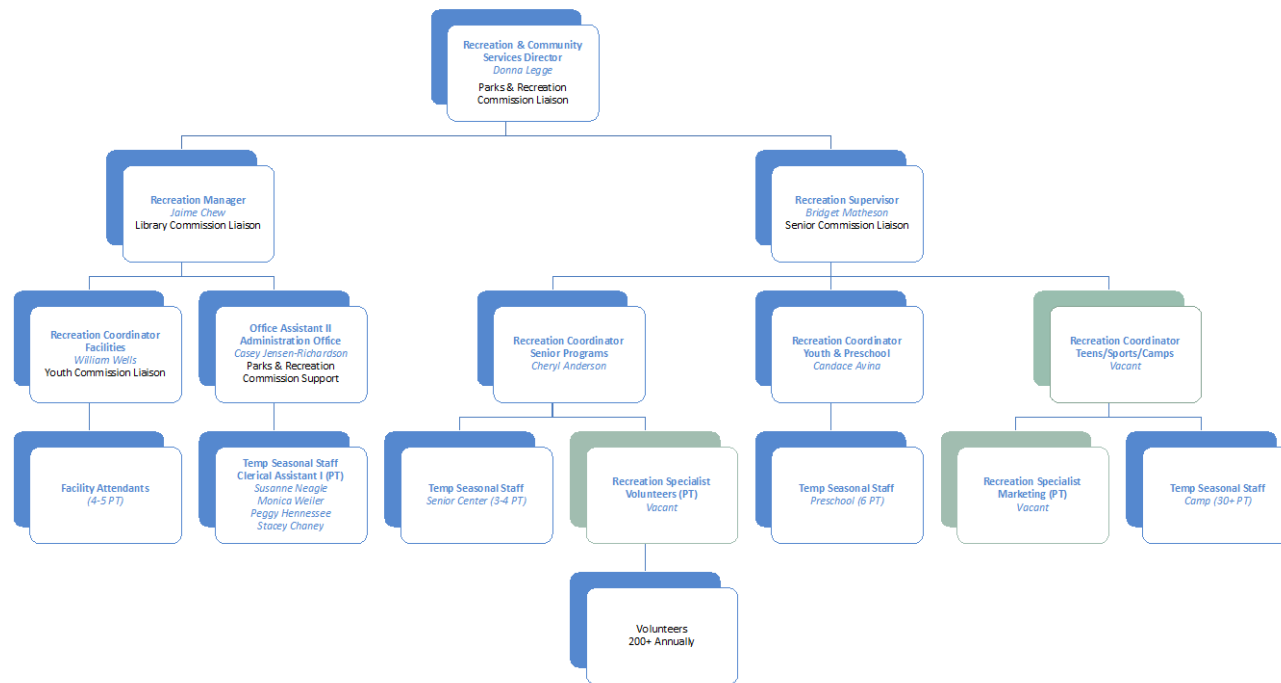 Recreation & Community
Services Director
Donna Legge
Parks & Recreation
Commission Liaison
Recreation Manager
Jaime Chew
Library Commission Liaison
Recreation Supervisor
Bridget Matheson
Senior Commission Liaison
Recreation Coordinator
Facilities
William Wells
Youth Commission Liaison
Office Assistant II
Administration Office
Casey Jensen-Richardson
Parks & Recreation
Commission Support
Recreation Coordinator
Senior Programs
Cheryl Anderson
Recreation Coordinator
Youth & Preschool
Candace Avina
Recreation Coordinator
Teens/Sports/Camps
Vacant
Facility Attendants
(4-5 PT)
Temp Seasonal Staff
Clerical Assistant I (PT)
Susanne Neagle
Monica Weiler
Peggy Hennessee
Stacey Chaney
Temp Seasonal Staff
Senior Center (3-4 PT)
Recreation Specialist
Volunteers (PT)
Vacant
Temp Seasonal Staff
Preschool (6 PT)
Recreation Specialist
Marketing (PT)
Vacant
Temp Seasonal Staff
Camp (30+ PT)
Volunteers
200+ Annually